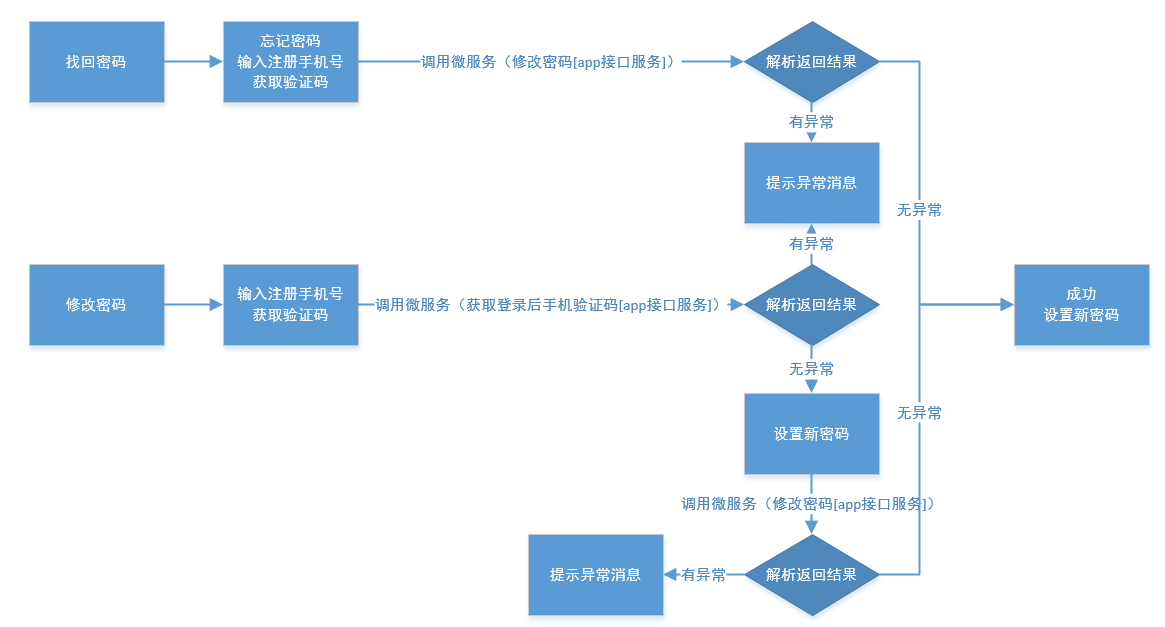 找回密码
忘记密码
输入注册手机号
获取验证码
调用微服务（修改密码[app接口服务]）
解析返回结果
有异常
提示异常消息
无异常
有异常
修改密码
输入注册手机号
获取验证码
调用微服务（获取登录后手机验证码[app接口服务]）
解析返回结果
成功
设置新密码
无异常
无异常
设置新密码
调用微服务（修改密码[app接口服务]）
提示异常消息
有异常
解析返回结果